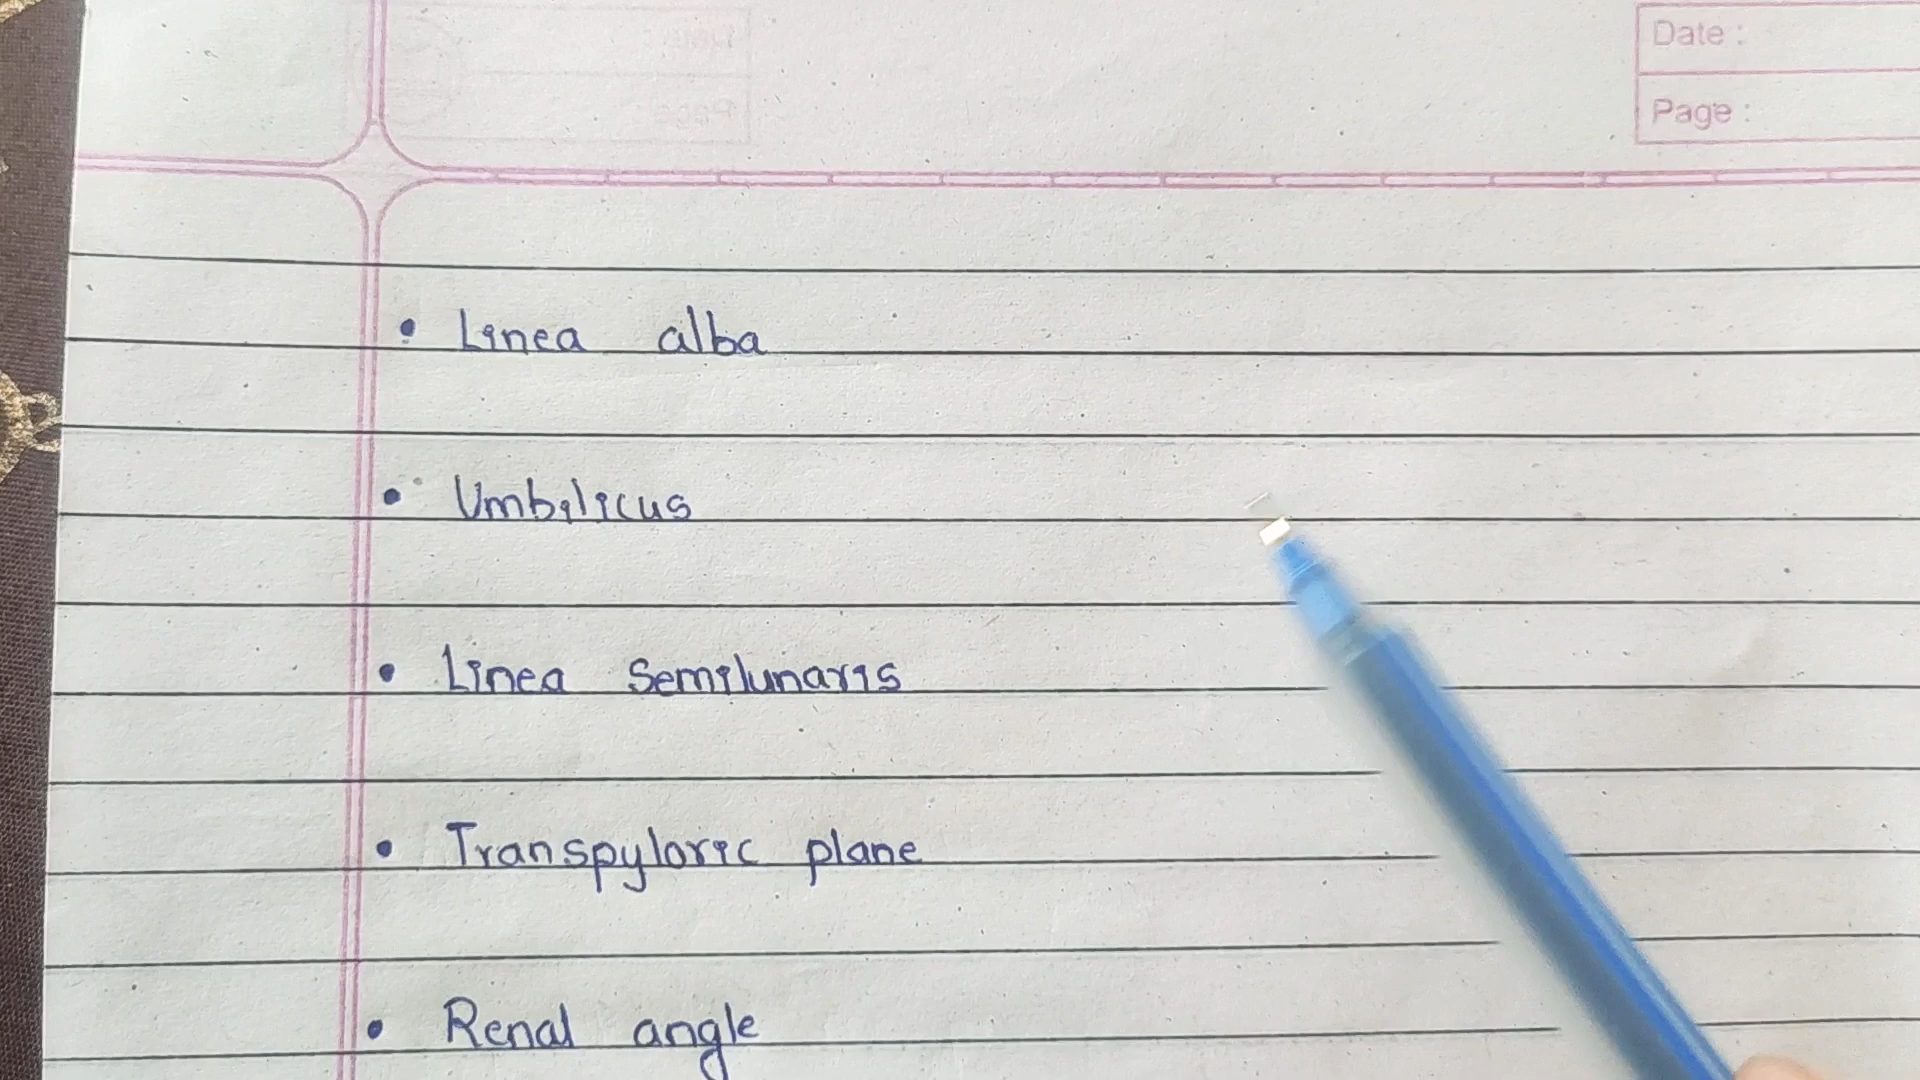 Date :
Page :
• Linea alba
• Umbilicus
• Linea Semilunaris
• Transpyloric plane
• Renal angle